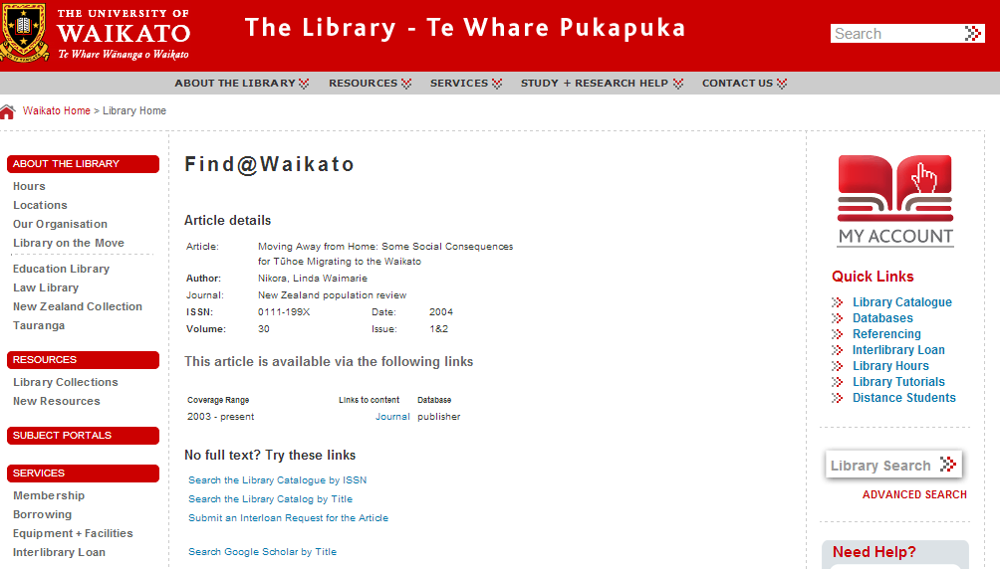 THE UNIVERSITY OF
WAIKATO
Te Whare Wānanga o Waikato
The Library - Te Whare Pukapuka
Search
ABOUT THE LIBRARY
RESOURCES
SERVICES
STUDY + RESEARCH HELP
CONTACT US
Waikato Home > Library Home
ABOUT THE LIBRARY
Hours
Locations
Our Organisation
Library on the Move
Education Library
Law Library
New Zealand Collection
Tauranga
RESOURCES
Library Collections
New Resources
SUBJECT PORTALS
SERVICES
Membership
Borrowing
Equipment + Facilities
Interlibrary Loan
Find@Waikato
Article details
Article: Moving Away from Home: Some Social Consequences
for Tūhoe Migrating to the Waikato
Author: Nikora, Linda Waimarie
Journal: New Zealand population review
ISSN: 0111-199X Date: 2004
Volume: 30 Issue: 1&2
This article is available via the following links
Coverage Range Links to content Database
2003 - present Journal publisher
No full text? Try these links
Search the Library Catalogue by ISSN
Search the Library Catalog by Title
Submit an Interloan Request for the Article
Search Google Scholar by Title
MY ACCOUNT
Quick Links
Library Catalogue
Databases
Referencing
Interlibrary Loan
Library Hours
Library Tutorials
Distance Students
Library Search
ADVANCED SEARCH
Need Help?